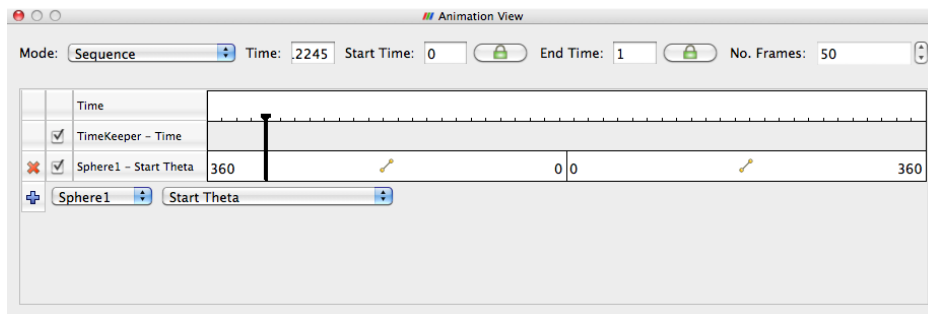 Animation View
Mode: Sequence Time: .2245 Start Time: 0 End Time: 1 No. Frames: 50
Time
TimeKeeper - Time
Sphere1 - Start Theta 360 0 0 360
Sphere1 Start Theta